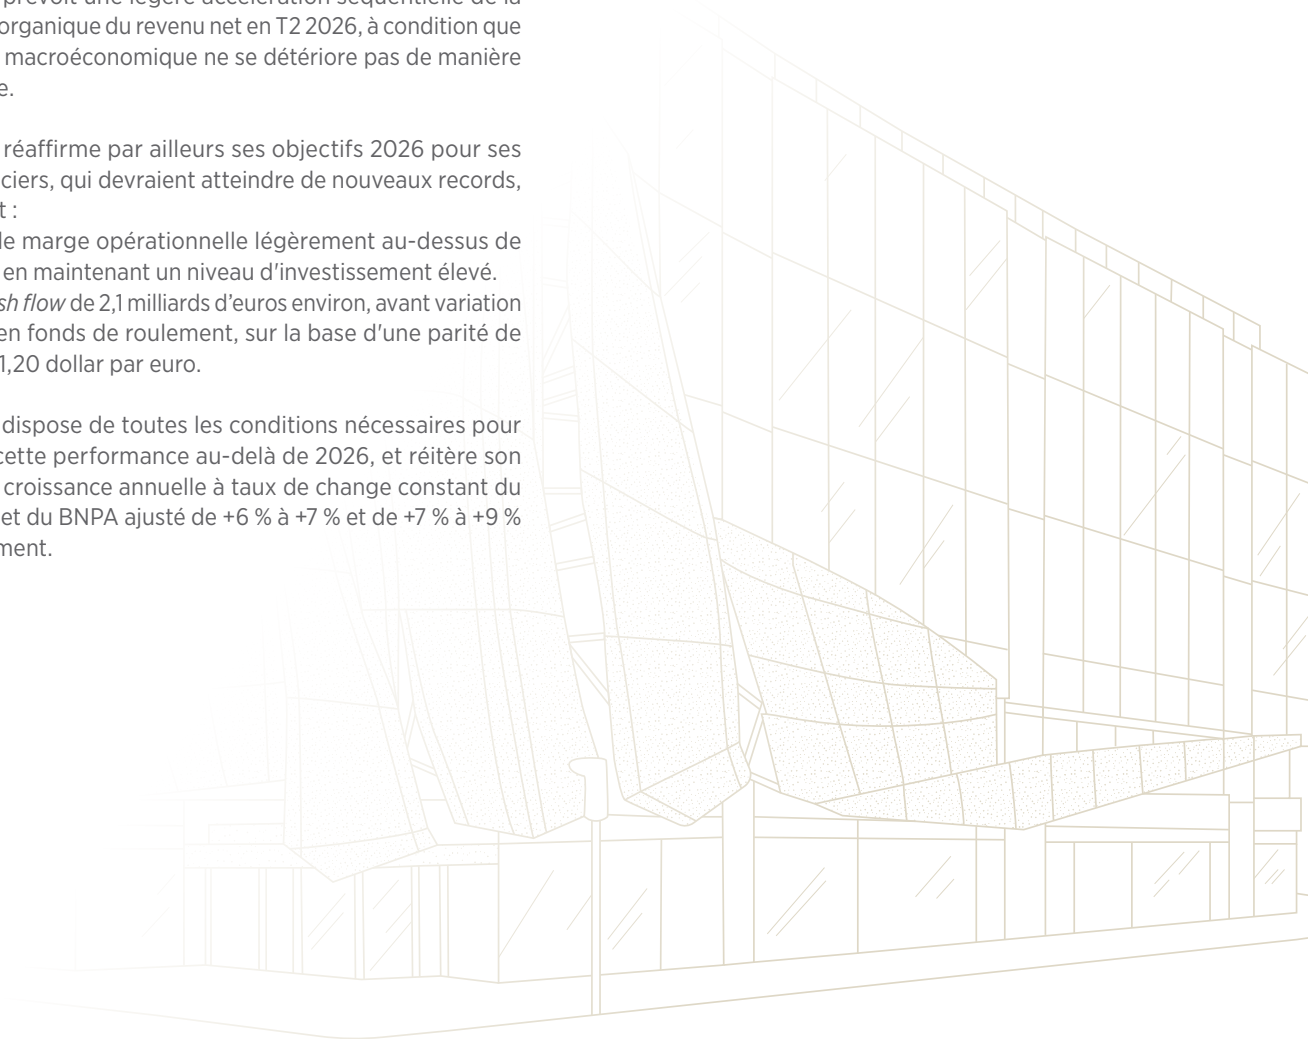 prévoit une légère accélération séquentielle de la
organique du revenu net en T2 2026, à condition que
macroéconomique ne se détériore pas de manière
e.
réaffirme par ailleurs ses objectifs 2026 pour ses
ciers, qui devraient atteindre de nouveaux records,
t :
de marge opérationnelle légèrement au-dessus de
en maintenant un niveau d'investissement élevé.
sh flow de 2,1 milliards d’euros environ, avant variation
en fonds de roulement, sur la base d'une parité de
1,20 dollar par euro.
dispose de toutes les conditions nécessaires pour
cette performance au-delà de 2026, et réitère son
croissance annuelle à taux de change constant du
et du BNPA ajusté de +6 % à +7 % et de +7 % à +9 %
ment.